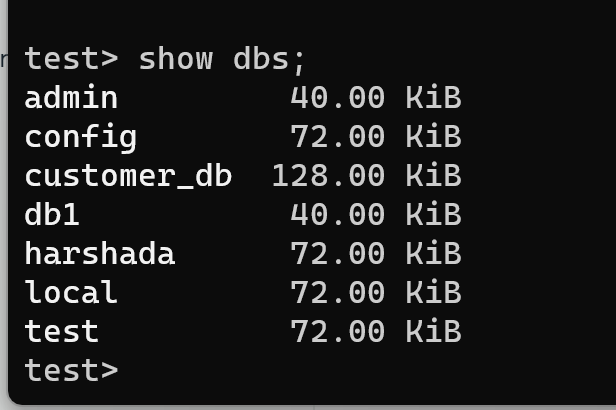 test> show dbs;
admin         40.00 KiB
config        72.00 KiB
customer_db  128.00 KiB
db1           40.00 KiB
harshada      72.00 KiB
local         72.00 KiB
test          72.00 KiB
test>